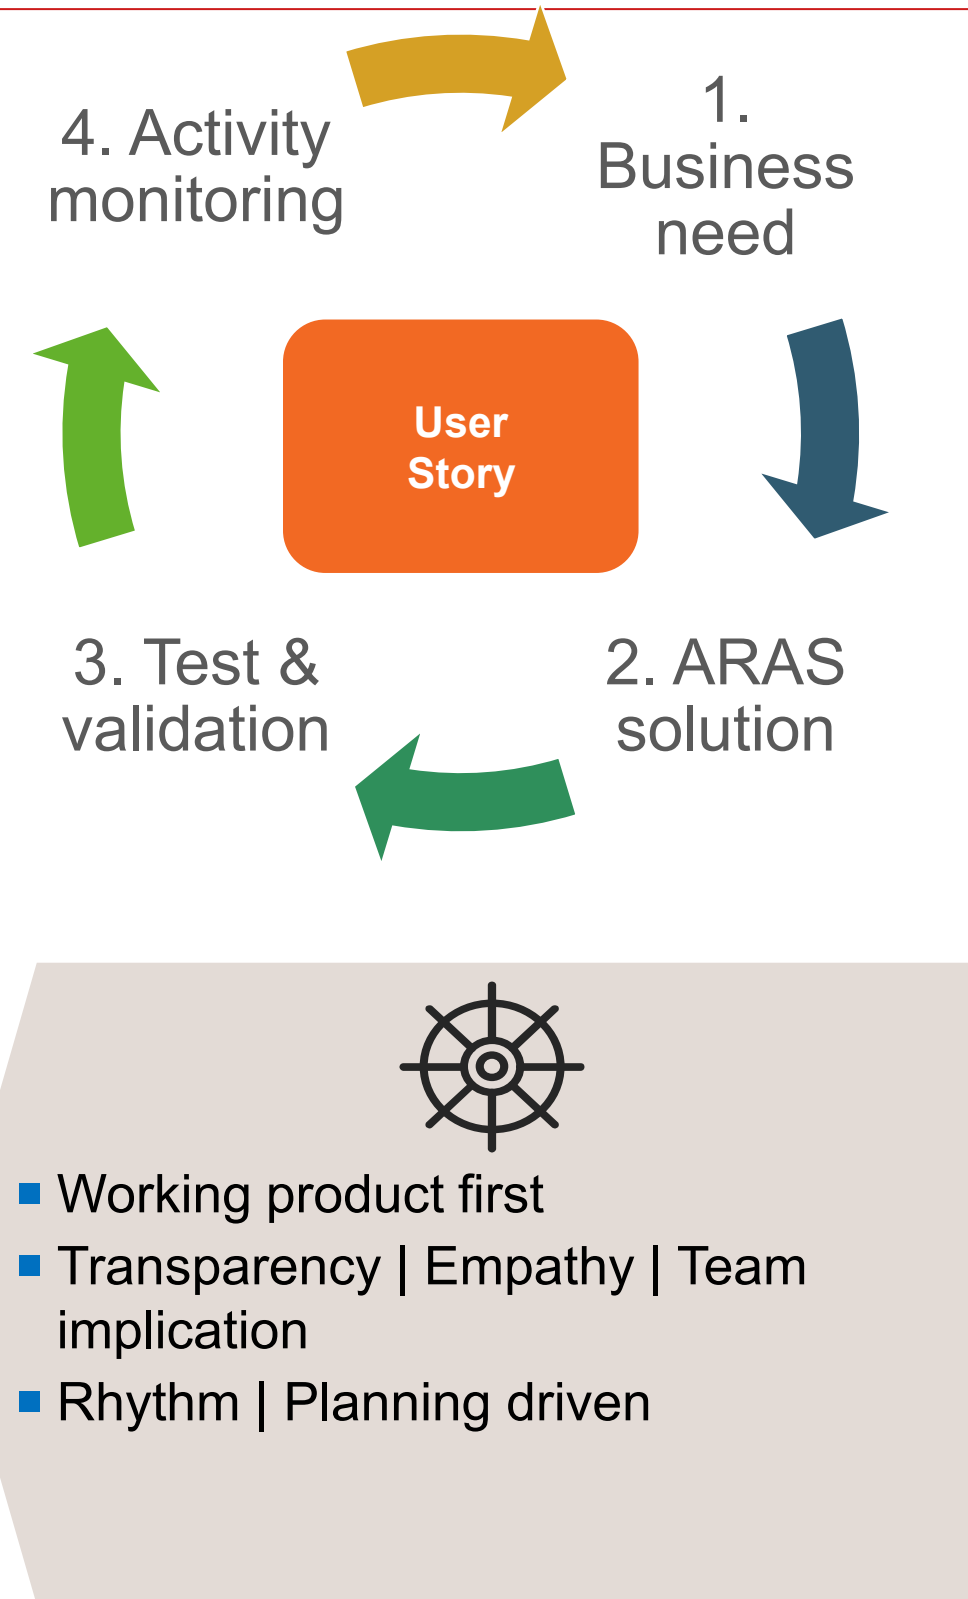 4. Activity
monitoring
1.
Business
need
User
Story
3. Test &
validation
2. ARAS
solution
Working product first
Transparency | Empathy | Team
implication
Rhythm | Planning driven